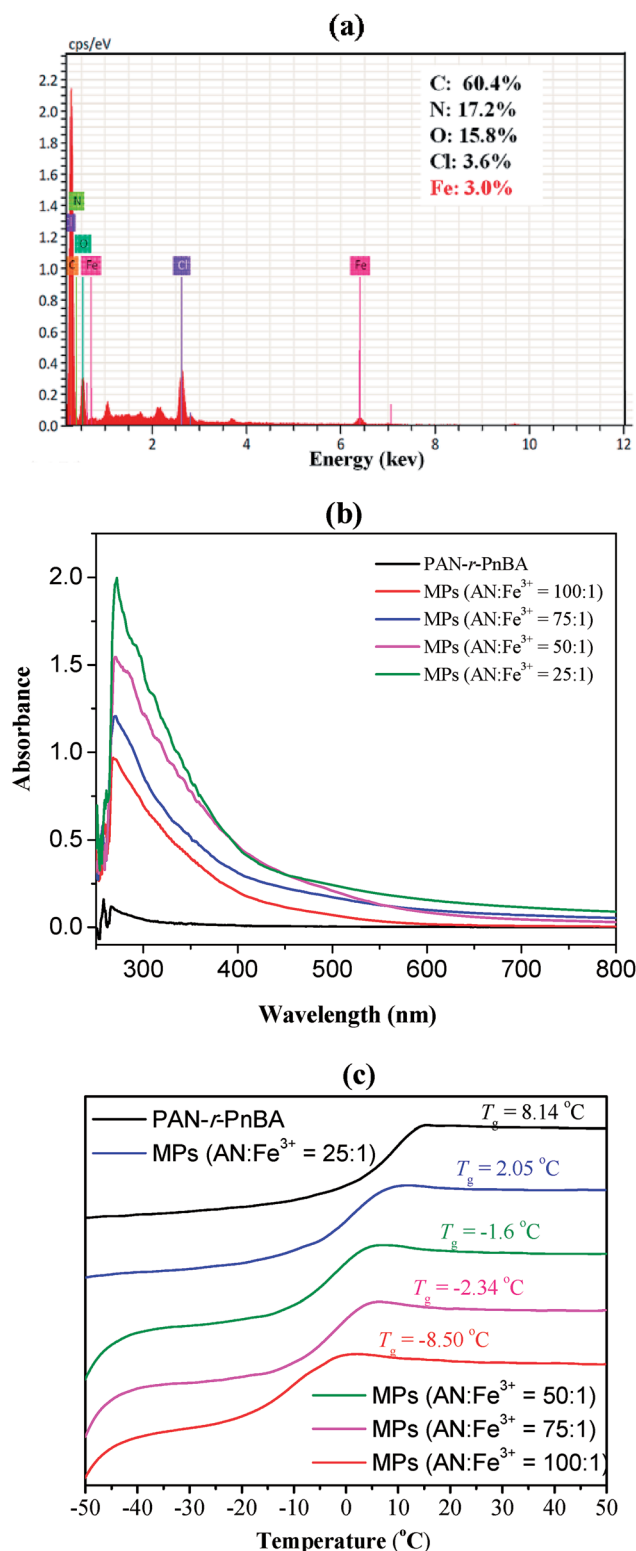 (a)
cps/eV
2.2
2.0
1.8
1.6
1.4
1.2
1.0
0.8
0.6
0.4
0.2
0.0
C: 60.4%
N: 17.2%
O: 15.8%
Cl: 3.6%
Fe: 3.0%
N
O
C Fe Cl Fe
2 4 6 8 10 12
Energy (kev)
(b)
2.0
1.5
1.0
0.5
0.0
Absorbance
PAN-r-PnBA
MPs (AN:Fe³⁺ = 100:1)
MPs (AN:Fe³⁺ = 75:1)
MPs (AN:Fe³⁺ = 50:1)
MPs (AN:Fe³⁺ = 25:1)
300 400 500 600 700 800
Wavelength (nm)
(c)
PAN-r-PnBA
MPs (AN:Fe³⁺ = 25:1)
Tg = 8.14 °C
Tg = 2.05 °C
Tg = -1.6 °C
Tg = -2.34 °C
Tg = -8.50 °C
MPs (AN:Fe³⁺ = 50:1)
MPs (AN:Fe³⁺ = 75:1)
MPs (AN:Fe³⁺ = 100:1)
-50 -40 -30 -20 -10 0 10 20 30 40 50
Temperature (°C)